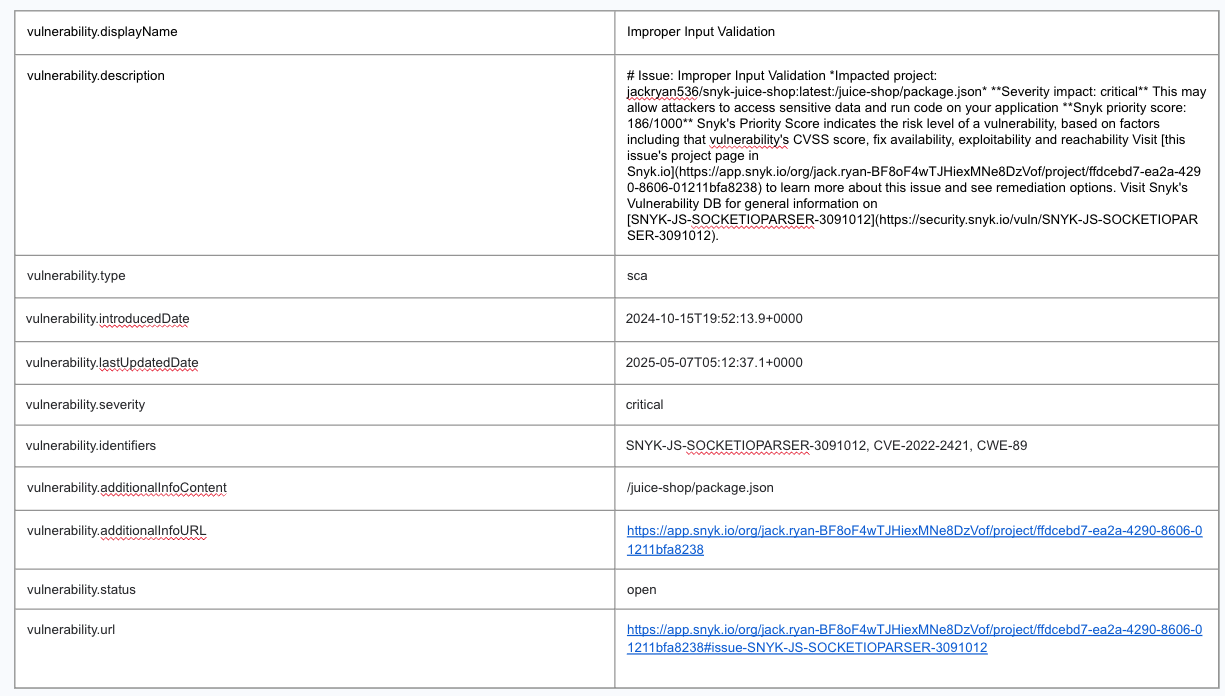 vulnerability.displayName
Improper Input Validation
vulnerability.description
# Issue: Improper Input Validation *Impacted project:
jackryan536/snyk-juice-shop:latest:/juice-shop/package.json* **Severity impact: critical** This may
allow attackers to access sensitive data and run code on your application **Snyk priority score:
186/1000** Snyk's Priority Score indicates the risk level of a vulnerability, based on factors
including that vulnerability's CVSS score, fix availability, exploitability and reachability Visit [this
issue's project page in
Snyk.io](https://app.snyk.io/org/jack.ryan-BF8oF4wTJHiexMNe8DzVof/project/ffdcebd7-ea2a-429
0-8606-01211bfa8238) to learn more about this issue and see remediation options. Visit Snyk's
Vulnerability DB for general information on
[SNYK-JS-SOCKETIOPARSER-3091012](https://security.snyk.io/vuln/SNYK-JS-SOCKETIOPAR
SER-3091012).
vulnerability.type
sca
vulnerability.introducedDate
2024-10-15T19:52:13.9+0000
vulnerability.lastUpdatedDate
2025-05-07T05:12:37.1+0000
vulnerability.severity
critical
vulnerability.identifiers
SNYK-JS-SOCKETIOPARSER-3091012, CVE-2022-2421, CWE-89
vulnerability.additionalInfoContent
/juice-shop/package.json
vulnerability.additionalInfoURL
https://app.snyk.io/org/jack.ryan-BF8oF4wTJHiexMNe8DzVof/project/ffdcebd7-ea2a-4290-8606-0
1211bfa8238
vulnerability.status
open
vulnerability.url
https://app.snyk.io/org/jack.ryan-BF8oF4wTJHiexMNe8DzVof/project/ffdcebd7-ea2a-4290-8606-0
1211bfa8238#issue-SNYK-JS-SOCKETIOPARSER-3091012